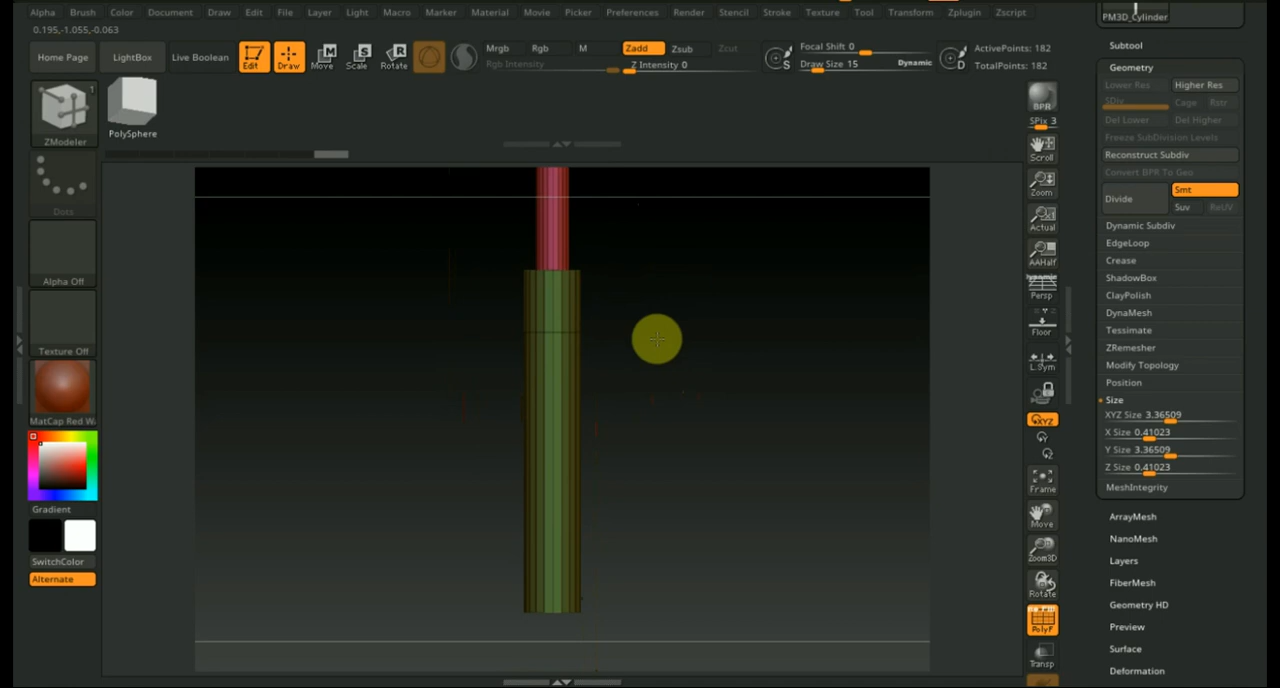 Alpha Brush Color Document Draw Edit File Layer Light Macro Marker Material Movie Picker Preferences Render Stencil Stroke Texture Tool Transform Zplugin Zscript
0.195,-1.055,-0.063
Home Page
LightBox
Live Boolean
Edit
Draw
Move
Scale
Rotate
Mrgb Rgb M
Rgb Intensity
Zadd Zsub Zcut
Z Intensity 0
S
Focal Shift 0
Draw Size 15
Dynamic
D
ActivePoints: 182
TotalPoints: 182
1
ZModeler
PolySphere
Dots
Alpha Off
Texture Off
MatCap Red W
Gradient
SwitchColor
Alternate
BPR
SPix 3
Scroll
Zoom
Actual
AAHalf
Dynamic
Persp
Floor
L.Sym
XYZ
Frame
Move
Zoom3D
Rotate
PolyF
Transp
PM3D_Cylinder
Subtool
Geometry
Lower Res Higher Res
SDiv Cage Rstr
Del Lower Del Higher
Freeze SubDivision Levels
Reconstruct Subdiv
Convert BPR To Geo
Divide
Smt
Suv ReUV
Dynamic Subdiv
EdgeLoop
Crease
ShadowBox
ClayPolish
DynaMesh
Tessimate
ZRemesher
Modify Topology
Position
Size
XYZ Size 3.36509
X Size 0.41023
Y Size 3.36509
Z Size 0.41023
MeshIntegrity
ArrayMesh
NanoMesh
Layers
FiberMesh
Geometry HD
Preview
Surface
Deformation